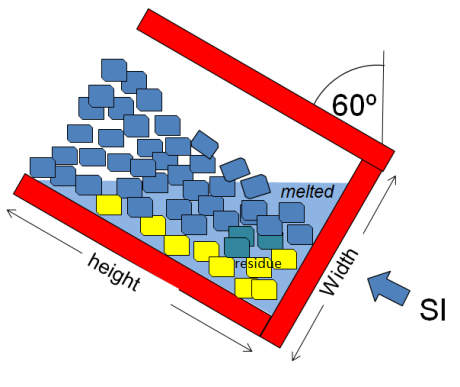 60º
melted
residue
height
Width
SI